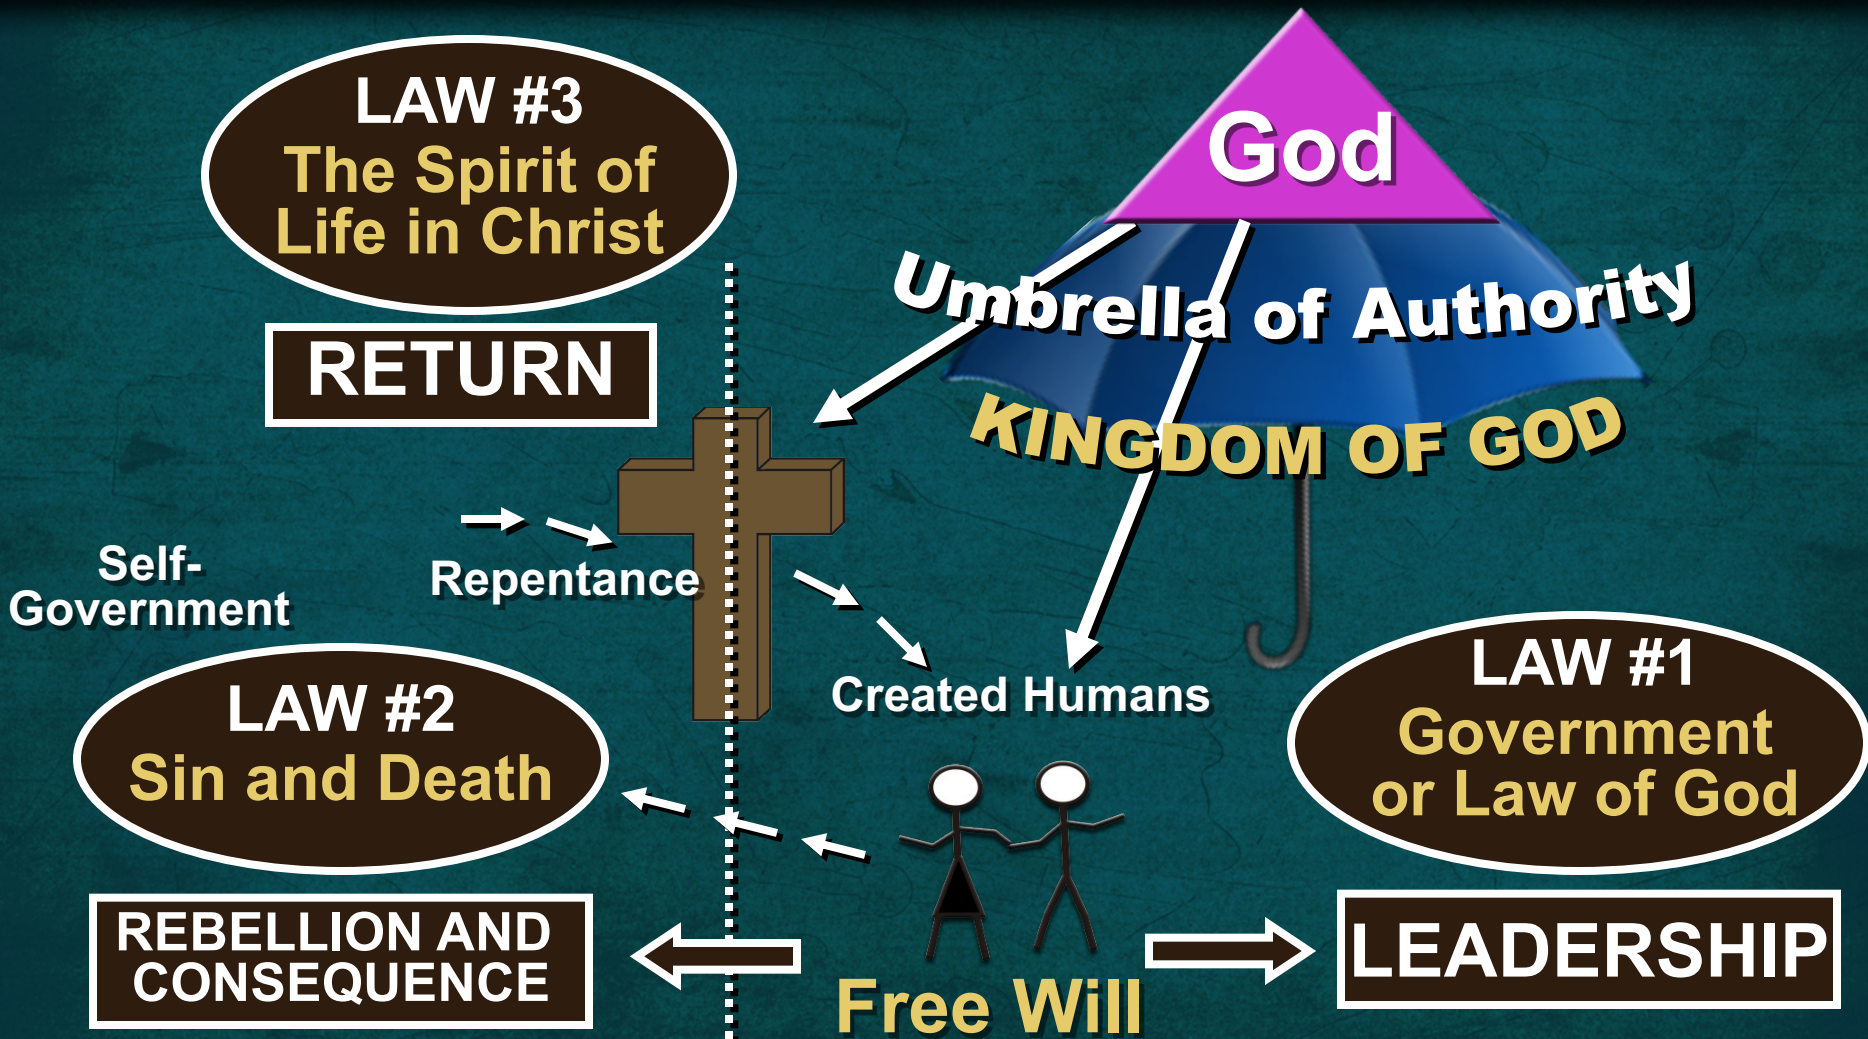 LAW #3
The Spirit of
Life in Christ
RETURN
God
Umbrella of Authority
KINGDOM OF GOD
Self-
Government
Repentance
Created Humans
LAW #2
Sin and Death
REBELLION AND
CONSEQUENCE
Free Will
LAW #1
Government
or Law of God
LEADERSHIP